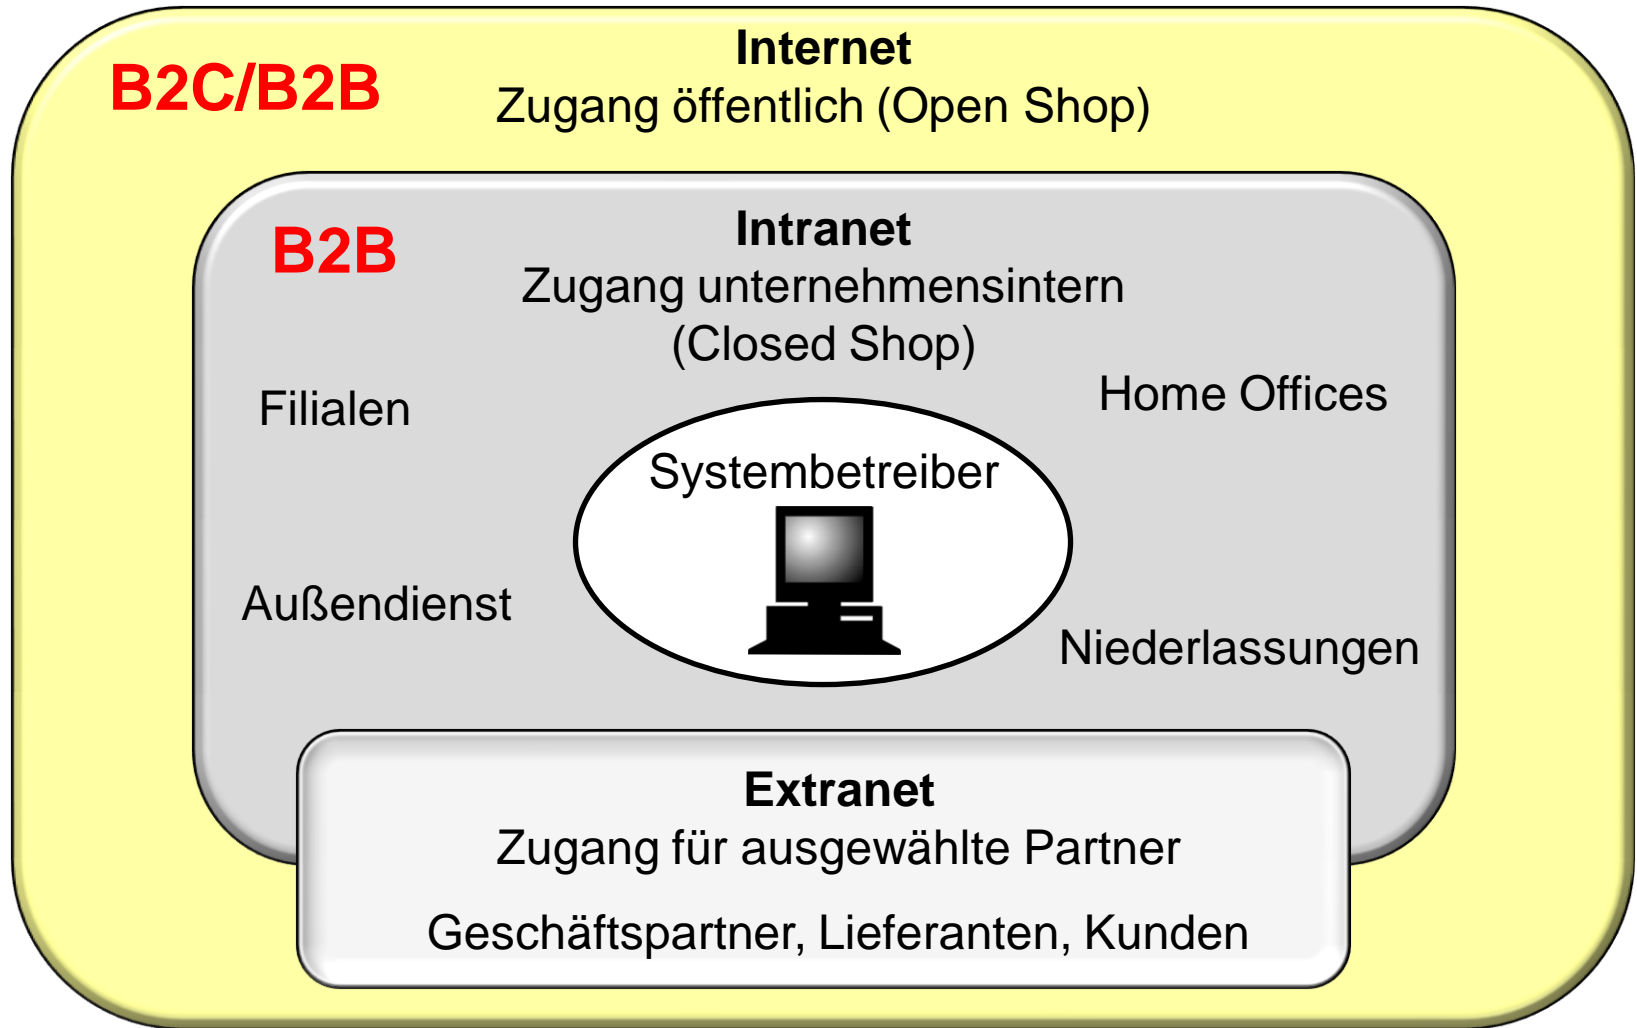 Internet
B2C/B2B
Zugang öffentlich (Open Shop)
Intranet
B2B
Zugang unternehmensintern
(Closed Shop)
Filialen
Home Offices
Systembetreiber
Außendienst
Niederlassungen
Extranet
Zugang für ausgewählte Partner
Geschäftspartner, Lieferanten, Kunden